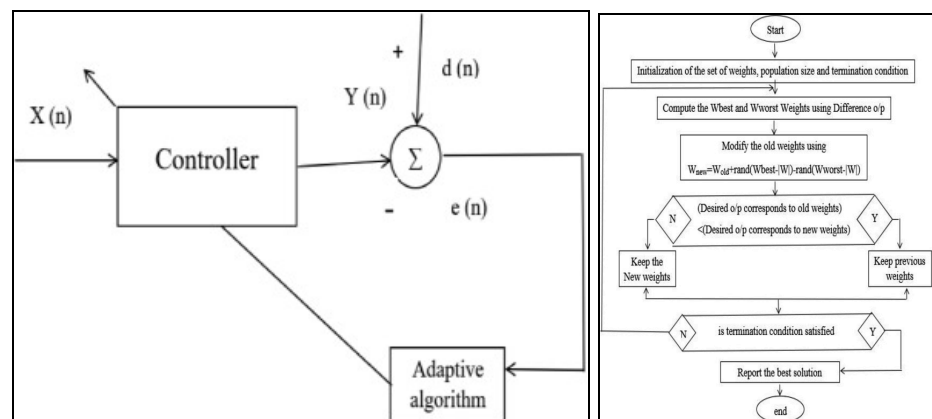 +
d (n)
Y (n)
X (n)
Controller
Σ
-
e (n)
Adaptive
algorithm
Start
Initialization of the set of weights, population size and termination condition
Compute the Wbest and Wworst Weights using Difference o/p
Modify the old weights using
Wnew=Wold+rand(Wbest-|W|)-rand(Wworst-|W|)
(Desired o/p corresponds to old weights)
N
Y
<(Desired o/p corresponds to new weights)
Keep the
New weights
Keep previous
weights
N
is termination condition satisfied
Y
Report the best solution
end